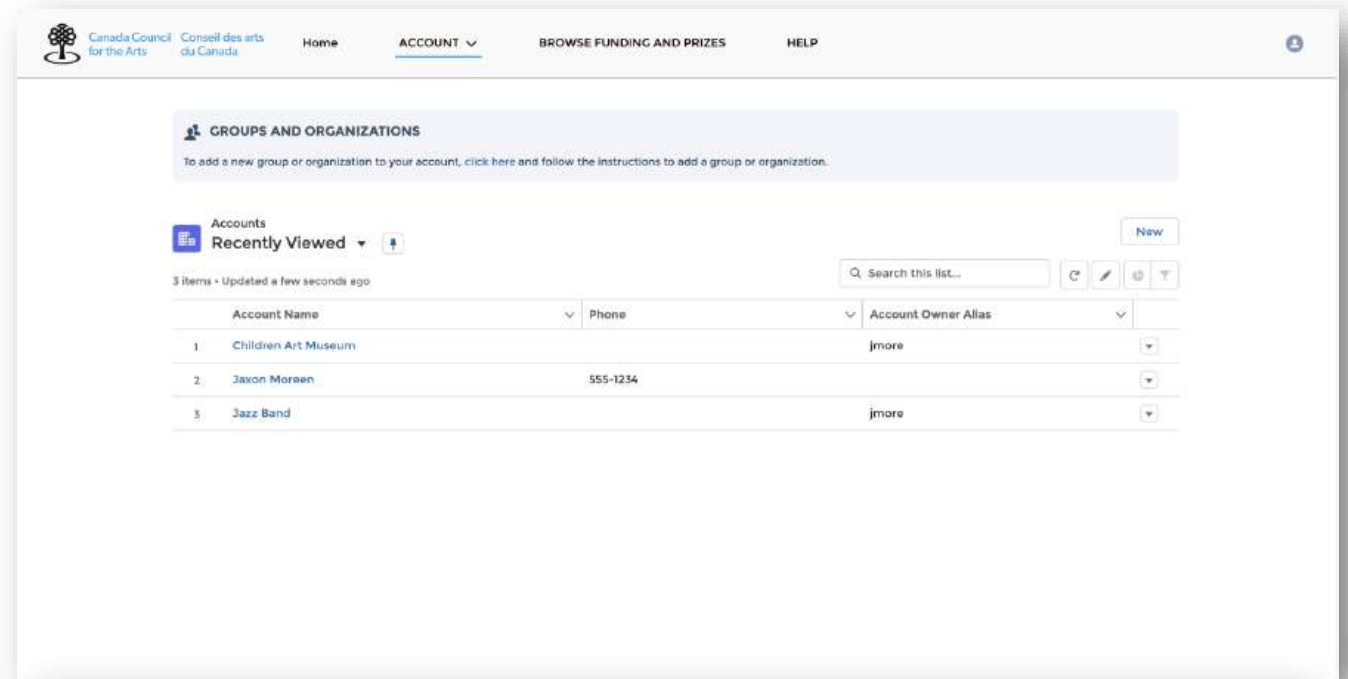 Canada Council Conseil des arts
for the Arts du Canada
Home ACCOUNT BROWSE FUNDING AND PRIZES HELP
GROUPS AND ORGANIZATIONS
To add a new group or organization to your account, click here and follow the instructions to add a group or organization.
Accounts
Recently Viewed
New
3 items • Updated a few seconds ago
Search this list...
Account Name Phone Account Owner Alias
1 Children Art Museum jmore
2 Jaxon Moreen 555-1234
3 Jazz Band jmore